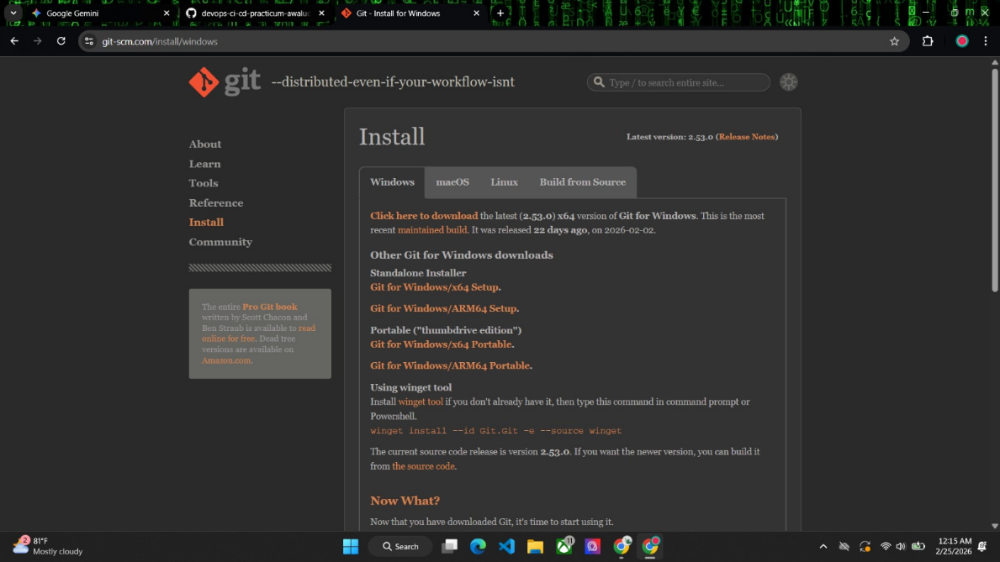 Google Gemini
devops-ci-cd-practicum-awaluc
Git - Install for Windows
git-scm.com/install/windows
git --distributed-even-if-your-workflow-isnt
Type / to search entire site...
About
Learn
Tools
Reference
Install
Community
The entire Pro Git book
written by Scott Chacon and
Ben Straub is available to read
online for free. Dead tree
versions are available on
Amazon.com.
Install
Latest version: 2.53.0 (Release Notes)
Windows macOS Linux Build from Source
Click here to download the latest (2.53.0) x64 version of Git for Windows. This is the most
recent maintained build. It was released 22 days ago, on 2026-02-02.
Other Git for Windows downloads
Standalone Installer
Git for Windows/x64 Setup.
Git for Windows/ARM64 Setup.
Portable ("thumbdrive edition")
Git for Windows/x64 Portable.
Git for Windows/ARM64 Portable.
Using winget tool
Install winget tool if you don't already have it, then type this command in command prompt or
Powershell.
winget install --id Git.Git -e --source winget
The current source code release is version 2.53.0. If you want the newer version, you can build it
from the source code.
Now What?
Now that you have downloaded Git, it's time to start using it.
2
81°F
Mostly cloudy
Search
11
12:15 AM
2/25/2026